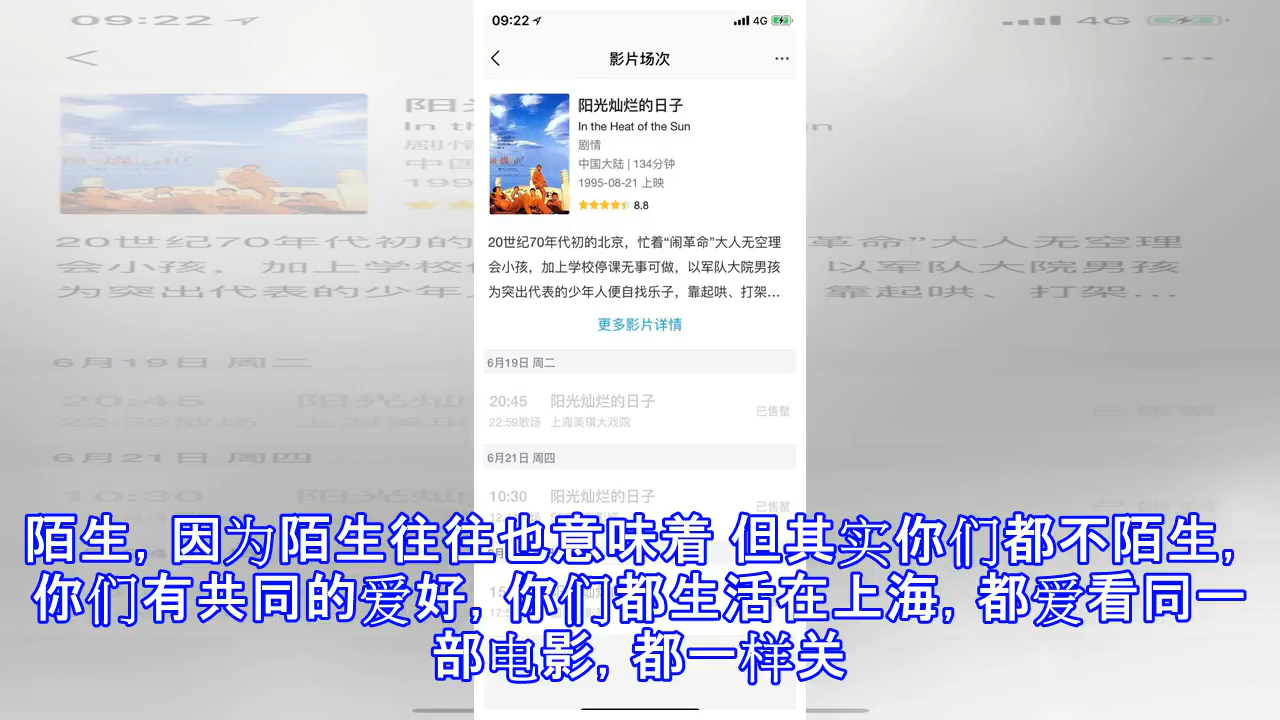 09:22
4G
影片场次
阳光灿烂的日子
In the Heat of the Sun
剧情
中国大陆 | 134分钟
1995-08-21 上映
8.8
20世纪70年代初的北京，忙着“闹革命”大人无空理
会小孩，加上学校停课无事可做，以军队大院男孩
为突出代表的少年人便自找乐子，靠起哄、打架...
更多影片详情
6月19日 周二
20:45 阳光灿烂的日子
22:59散场 上海美琪大戏院
已售罄
6月21日 周四
10:30 阳光灿烂的日子
已售罄
陌生, 因为陌生往往也意味着 但其实你们都不陌生,
你们有共同的爱好, 你们都生活在上海, 都爱看同一
部电影, 都一样关